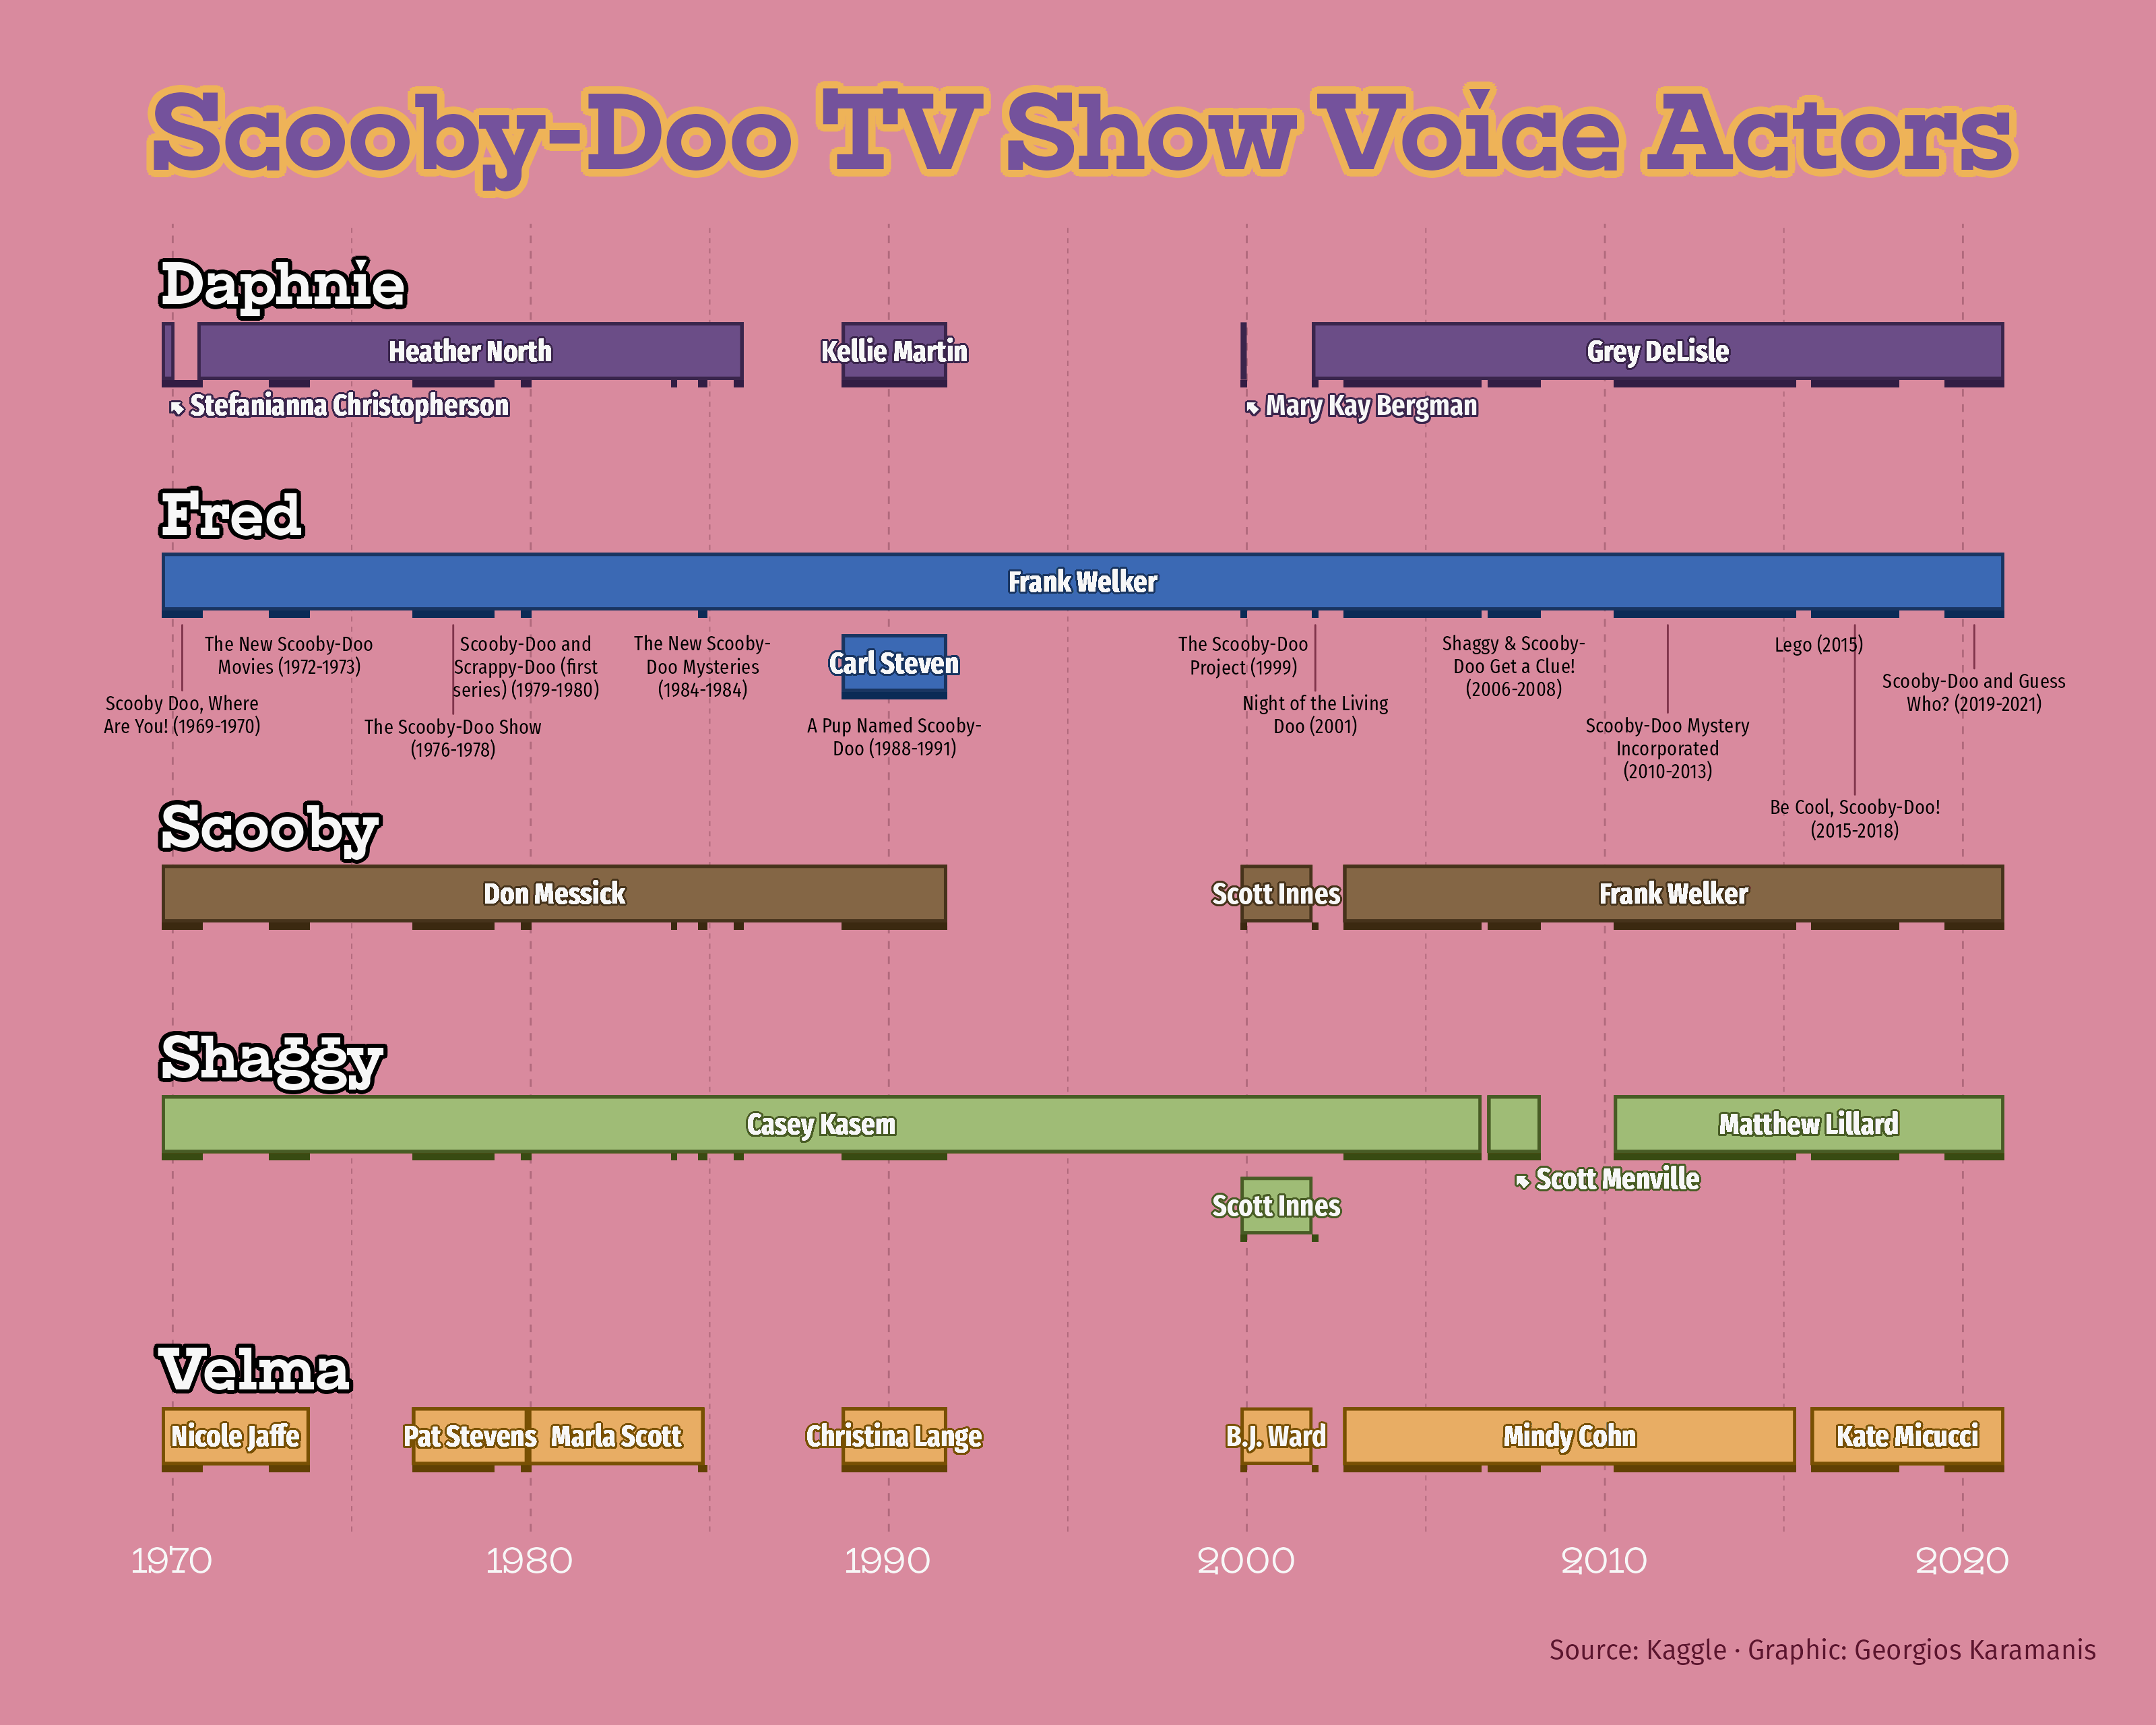 Scooby-Doo TV Show Voice Actors
Daphnie
Heather North
Kellie Martin
Grey DeLisle
Stefanianna Christopherson
Mary Kay Bergman
Fred
Frank Welker
The New Scooby-Doo
Movies (1972-1973)
Scooby Doo, Where
Are You! (1969-1970)
Scooby-Doo and
Scrappy-Doo (first
series) (1979-1980)
The Scooby-Doo Show
(1976-1978)
The New Scooby-
Doo Mysteries
(1984-1984)
Carl Steven
A Pup Named Scooby-
Doo (1988-1991)
The Scooby-Doo
Project (1999)
Night of the Living
Doo (2001)
Shaggy & Scooby-
Doo Get a Clue!
(2006-2008)
Scooby-Doo Mystery
Incorporated
(2010-2013)
Lego (2015)
Be Cool, Scooby-Doo!
(2015-2018)
Scooby-Doo and Guess
Who? (2019-2021)
Scooby
Don Messick
Scott Innes
Frank Welker
Shaggy
Casey Kasem
Matthew Lillard
Scott Menville
Scott Innes
Velma
Nicole Jaffe
Pat Stevens
Marla Scott
Christina Lange
B.J. Ward
Mindy Cohn
Kate Micucci
1970
1980
1990
2000
2010
2020
Source: Kaggle · Graphic: Georgios Karamanis